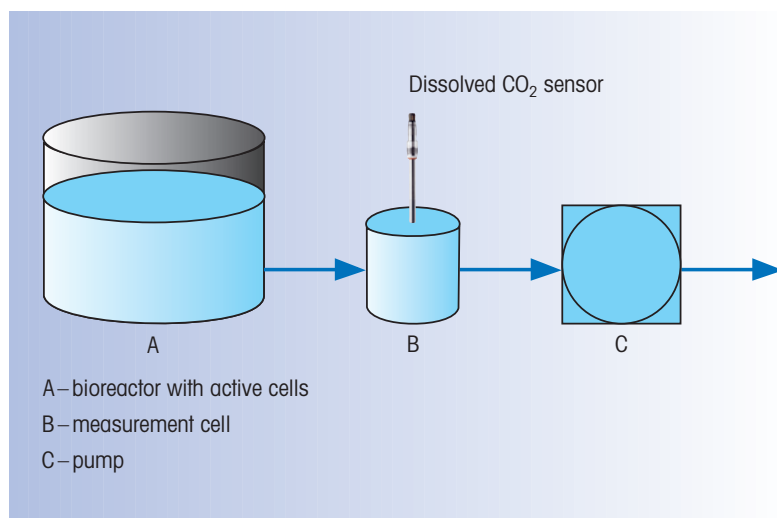 Dissolved CO₂ sensor
A
B
C
A–bioreactor with active cells
B–measurement cell
C–pump